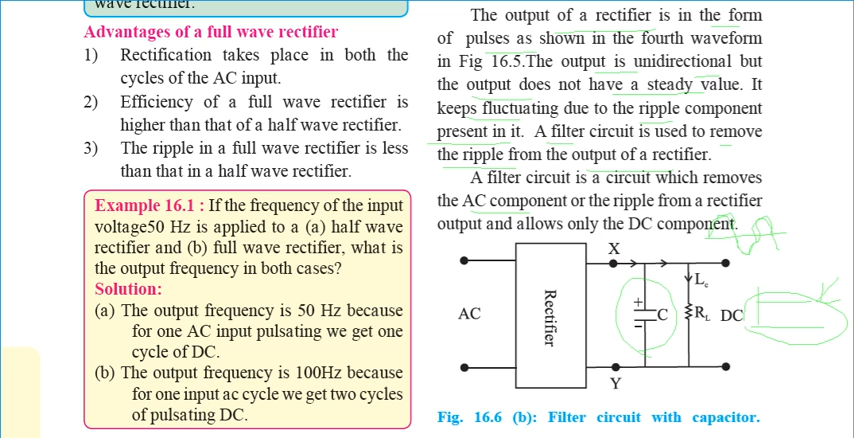 wave rectifier.
Advantages of a full wave rectifier
1) Rectification takes place in both the
cycles of the AC input.
2) Efficiency of a full wave rectifier is
higher than that of a half wave rectifier.
3) The ripple in a full wave rectifier is less
than that in a half wave rectifier.
Example 16.1 : If the frequency of the input
voltage50 Hz is applied to a (a) half wave
rectifier and (b) full wave rectifier, what is
the output frequency in both cases?
Solution:
(a) The output frequency is 50 Hz because
for one AC input pulsating we get one
cycle of DC.
(b) The output frequency is 100Hz because
for one input ac cycle we get two cycles
of pulsating DC.
The output of a rectifier is in the form
of pulses as shown in the fourth waveform
in Fig 16.5.The output is unidirectional but
the output does not have a steady value. It
keeps fluctuating due to the ripple component
present in it. A filter circuit is used to remove
the ripple from the output of a rectifier.
A filter circuit is a circuit which removes
the AC component or the ripple from a rectifier
output and allows only the DC component.
X
AC
Rectifier
+
-
C
Lc
RL
DC
Y
Fig. 16.6 (b): Filter circuit with capacitor.